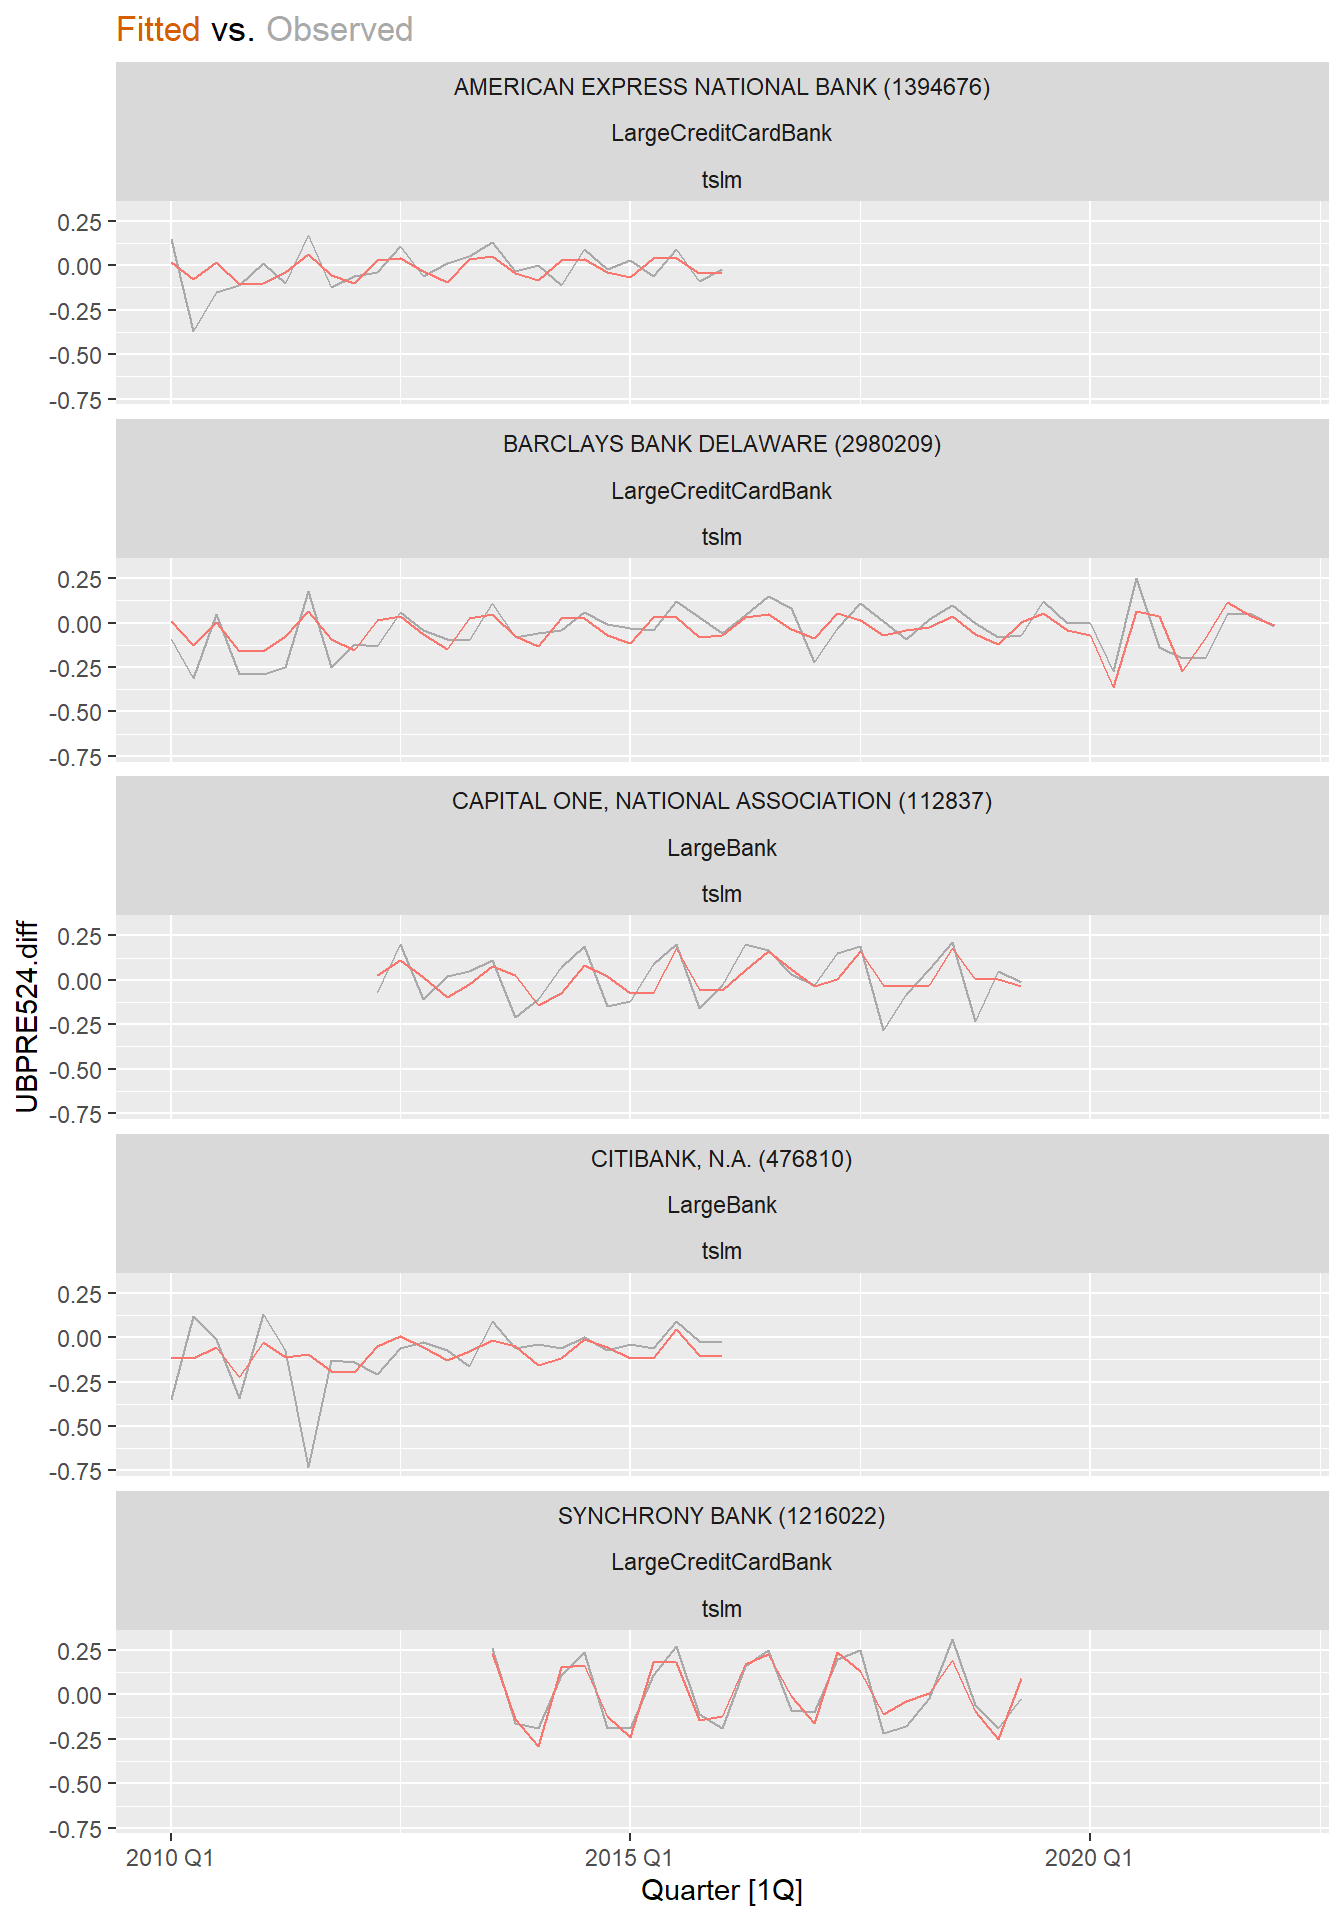 Fitted vs. Observed
AMERICAN EXPRESS NATIONAL BANK (1394676)
LargeCreditCardBank
tslm
0.25
0.00
-0.25
-0.50
-0.75
BARCLAYS BANK DELAWARE (2980209)
LargeCreditCardBank
tslm
0.25
0.00
-0.25
-0.50
-0.75
CAPITAL ONE, NATIONAL ASSOCIATION (112837)
LargeBank
tslm
0.25
0.00
-0.25
-0.50
-0.75
UBPRE524.diff
CITIBANK, N.A. (476810)
LargeBank
tslm
0.25
0.00
-0.25
-0.50
-0.75
SYNCHRONY BANK (1216022)
LargeCreditCardBank
tslm
0.25
0.00
-0.25
-0.50
-0.75
2010 Q1 2015 Q1 2020 Q1
Quarter [1Q]